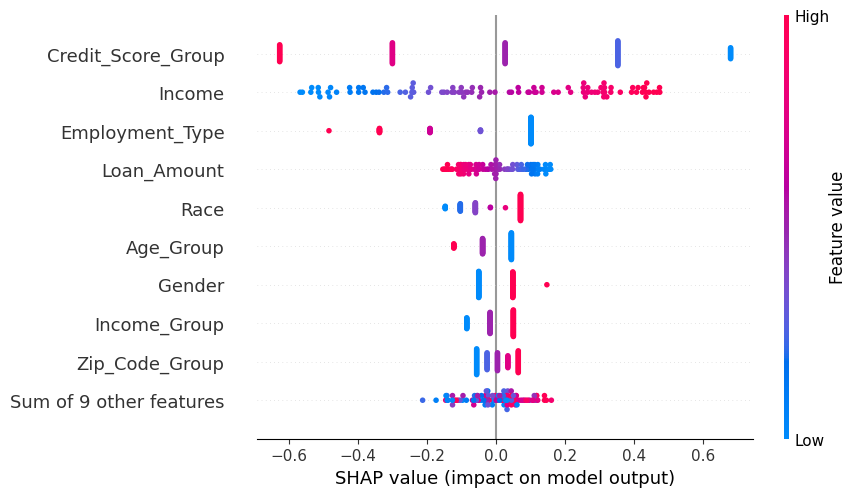 High
Credit_Score_Group
Income
Employment_Type
Loan_Amount
Race
Age_Group
Gender
Income_Group
Zip_Code_Group
Sum of 9 other features
Feature value
Low
−0.6 −0.4 −0.2 0.0 0.2 0.4 0.6
SHAP value (impact on model output)